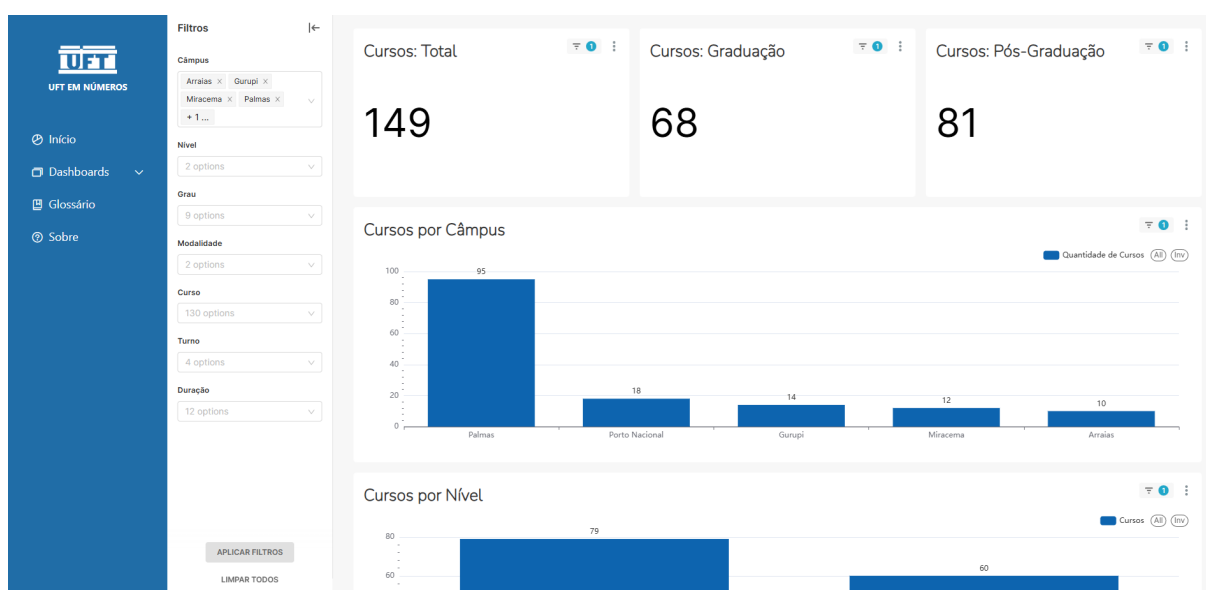 UFT
UFT EM NÚMEROS
Início
Dashboards
Glossário
Sobre
Filtros
Câmpus
Arraias × Gurupi ×
Miracema × Palmas ×
+ 1 ...
Nível
2 options
Grau
9 options
Modalidade
2 options
Curso
130 options
Turno
4 options
Duração
12 options
APLICAR FILTROS
LIMPAR TODOS
Cursos: Total
1
149
Cursos: Graduação
1
68
Cursos: Pós-Graduação
1
81
Cursos por Câmpus
1
Quantidade de Cursos All Inv
100
80
60
40
20
0
95
18
14
12
10
Palmas
Porto Nacional
Gurupi
Miracema
Arraias
Cursos por Nível
1
Cursos All Inv
80
60
79
60